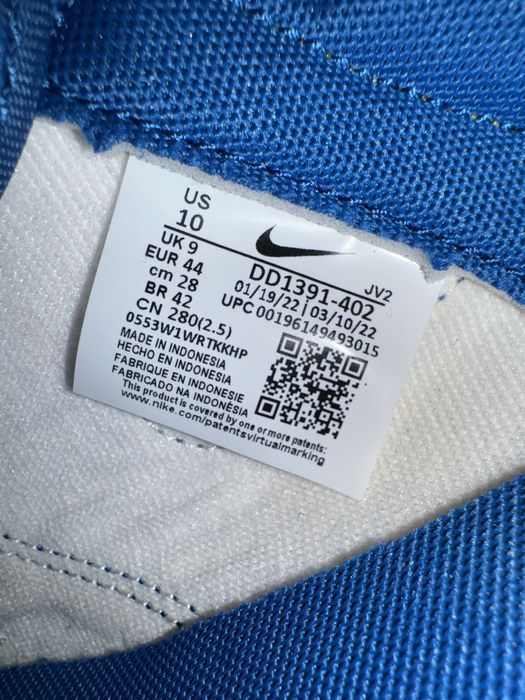 US
10
UK 9
EUR 44
cm 28
BR 42
CN 280(2.5)
0553W1WRTKKHP
DD1391-402 JV2
01/19/22 | 03/10/22
UPC 00196149493015
MADE IN INDONESIA
HECHO EN INDONESIA
FABRIQUE EN INDONESIE
FABRICADO NA INDONÉSIA
This product is covered by one or more patents:
www.nike.com/patentsvirtualmarking